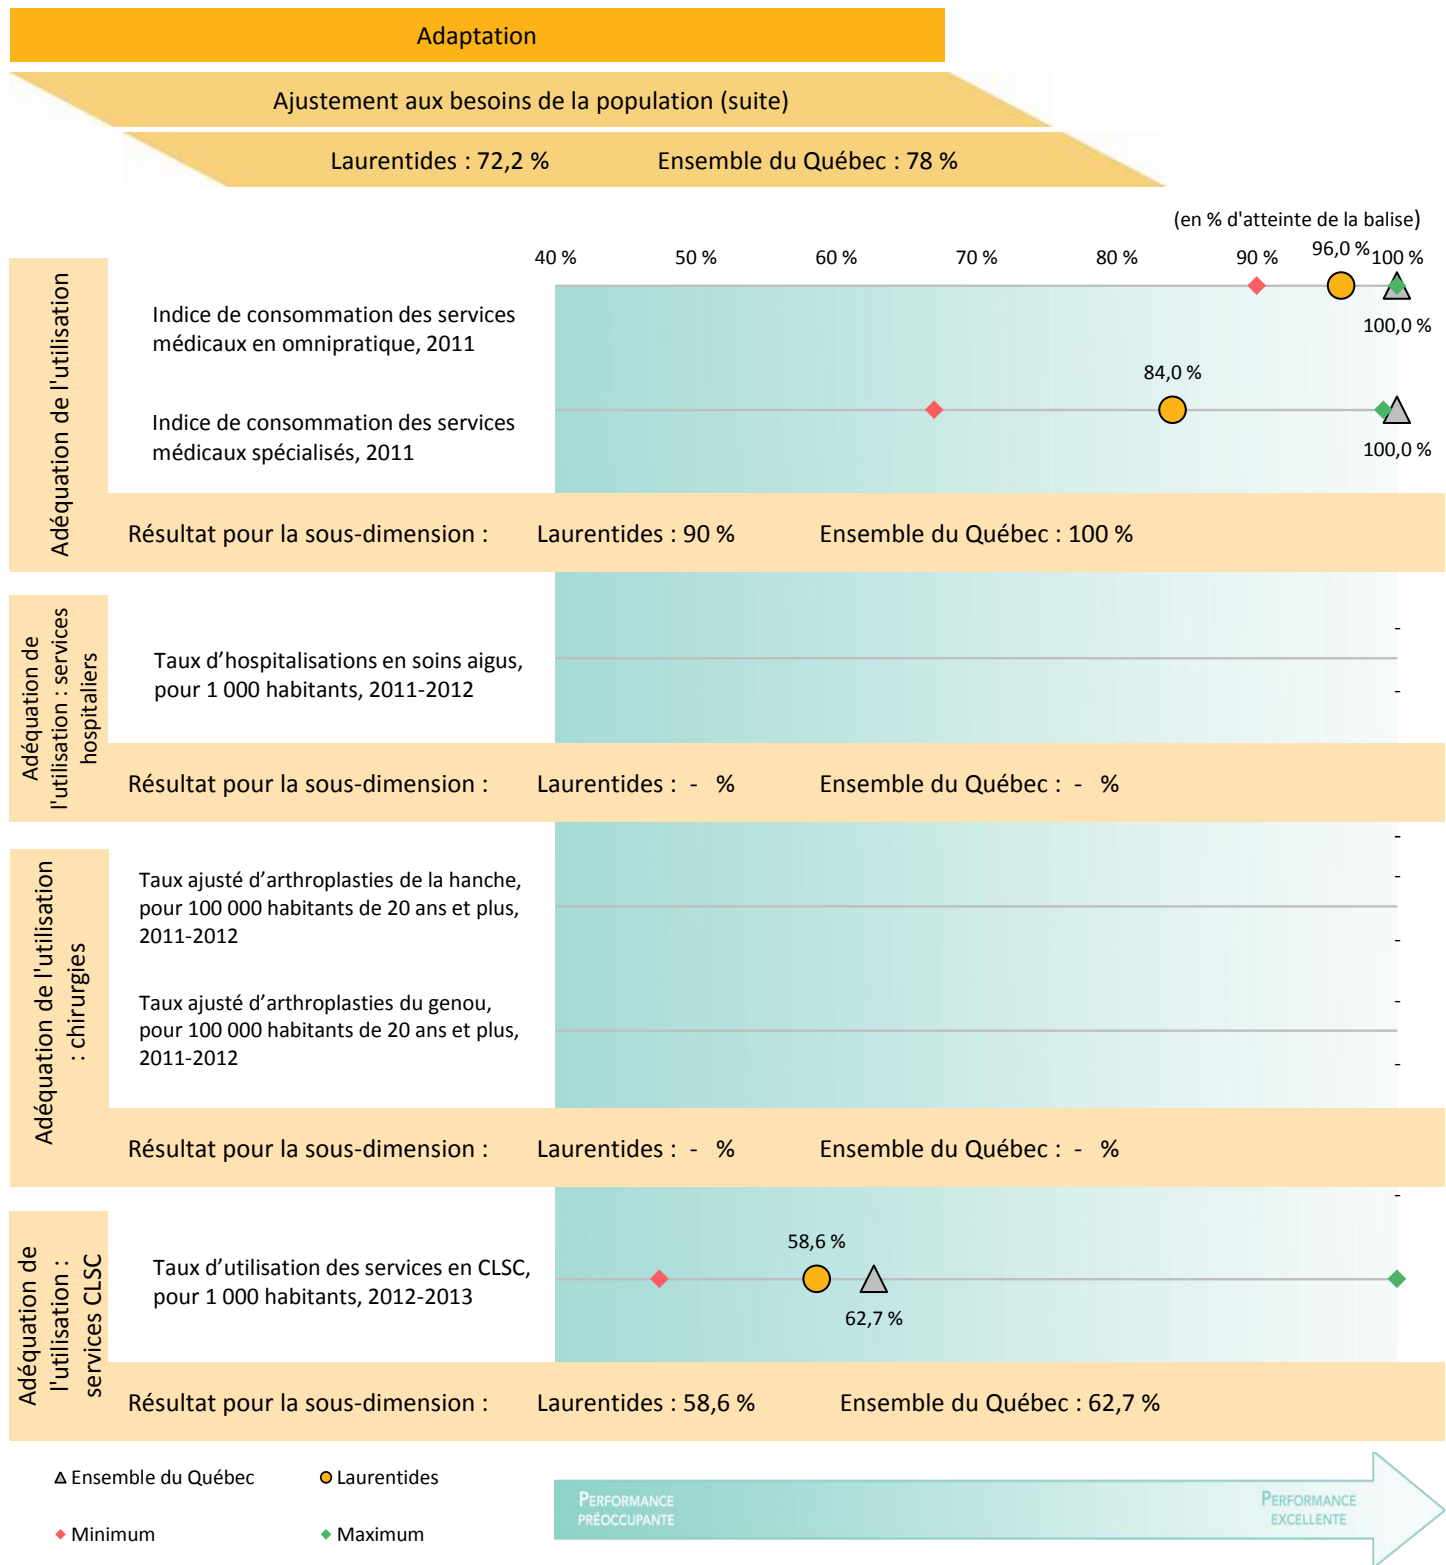 Adaptation
Ajustement aux besoins de la population (suite)
Laurentides : 72,2 % Ensemble du Québec : 78 %
(en % d'atteinte de la balise)
40 % 50 % 60 % 70 % 80 % 90 % 96,0 % 100 %
Adéquation de l'utilisation
Indice de consommation des services
médicaux en omnipratique, 2011
100,0 %
84,0 %
Indice de consommation des services
médicaux spécialisés, 2011
100,0 %
Résultat pour la sous-dimension : Laurentides : 90 % Ensemble du Québec : 100 %
Adéquation de
l'utilisation : services
hospitaliers
-
Taux d’hospitalisations en soins aigus,
pour 1 000 habitants, 2011-2012
-
Résultat pour la sous-dimension : Laurentides : - % Ensemble du Québec : - %
Adéquation de l'utilisation
: chirurgies
-
Taux ajusté d’arthroplasties de la hanche,
pour 100 000 habitants de 20 ans et plus,
2011-2012
-
-
Taux ajusté d’arthroplasties du genou,
pour 100 000 habitants de 20 ans et plus,
2011-2012
-
-
Résultat pour la sous-dimension : Laurentides : - % Ensemble du Québec : - %
Adéquation de
l'utilisation :
services CLSC
-
58,6 %
Taux d’utilisation des services en CLSC,
pour 1 000 habitants, 2012-2013
62,7 %
Résultat pour la sous-dimension : Laurentides : 58,6 % Ensemble du Québec : 62,7 %
Ensemble du Québec Laurentides
Minimum Maximum
PERFORMANCE
PRÉOCCUPANTE
PERFORMANCE
EXCELLENTE